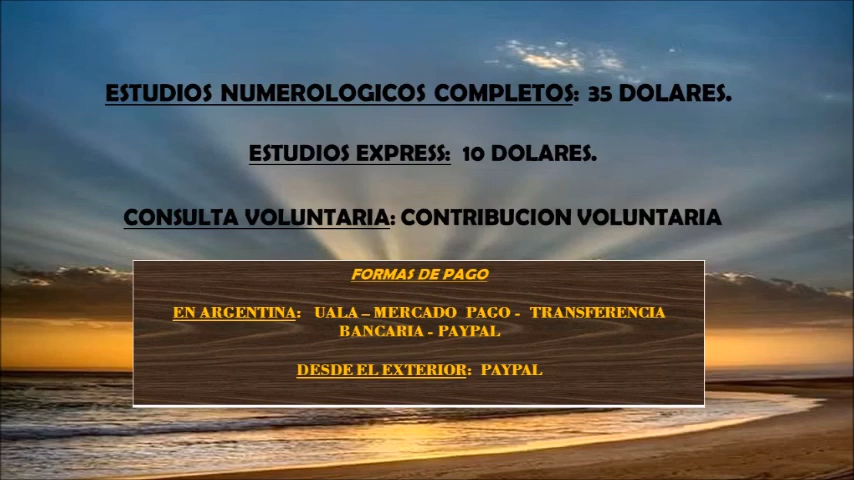 ESTUDIOS NUMEROLOGICOS COMPLETOS: 35 DOLARES.
ESTUDIOS EXPRESS: 10 DOLARES.
CONSULTA VOLUNTARIA: CONTRIBUCION VOLUNTARIA
FORMAS DE PAGO
EN ARGENTINA: UALA – MERCADO PAGO - TRANSFERENCIA
BANCARIA - PAYPAL
DESDE EL EXTERIOR: PAYPAL